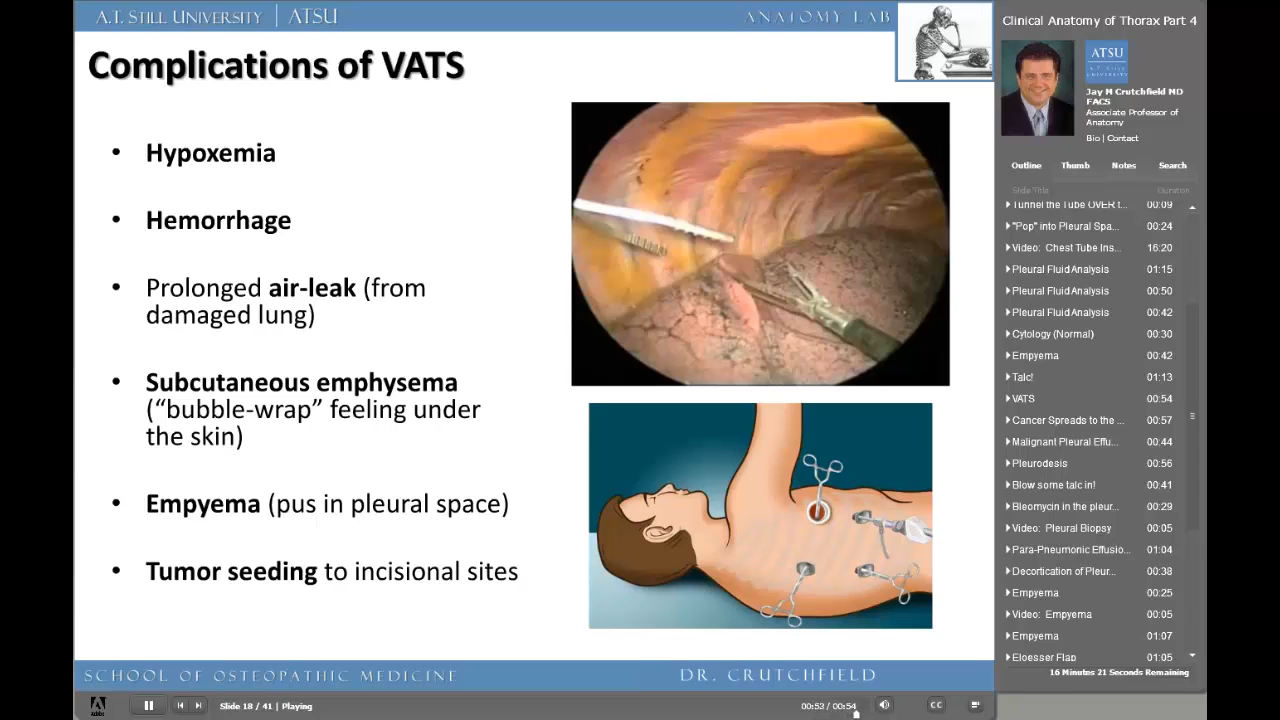 A.T. STILL UNIVERSITY | ATSU
ANATOMY LAB
Complications of VATS
• Hypoxemia
• Hemorrhage
• Prolonged air-leak (from
damaged lung)
• Subcutaneous emphysema
(“bubble-wrap” feeling under
the skin)
• Empyema (pus in pleural space)
• Tumor seeding to incisional sites
SCHOOL OF OSTEOPATHIC MEDICINE
DR. CRUTCHFIELD
Clinical Anatomy of Thorax Part 4
ATSU
A.T. STILL
UNIVERSITY
Jay M Crutchfield MD
FACS
Associate Professor of
Anatomy
Bio | Contact
Outline Thumb Notes Search
Slide Title Duration
Tunnel the Tube OVER t... 00:09
"Pop" into Pleural Spa... 00:24
Video: Chest Tube Ins... 16:20
Pleural Fluid Analysis 01:15
Pleural Fluid Analysis 00:50
Pleural Fluid Analysis 00:42
Cytology (Normal) 00:30
Empyema 00:42
Talc! 01:13
VATS 00:54
Cancer Spreads to the ... 00:57
Malignant Pleural Effu... 00:44
Pleurodesis 00:56
Blow some talc in! 00:41
Bleomycin in the pleur... 00:29
Video: Pleural Biopsy 00:05
Para-Pneumonic Effusio... 01:04
Decortication of Pleur... 00:38
Empyema 00:25
Video: Empyema 00:05
Empyema 01:07
Eloesser Flap 01:05
16 Minutes 21 Seconds Remaining
Adobe
Slide 18 / 41 | Playing
00:53 / 00:54
CC